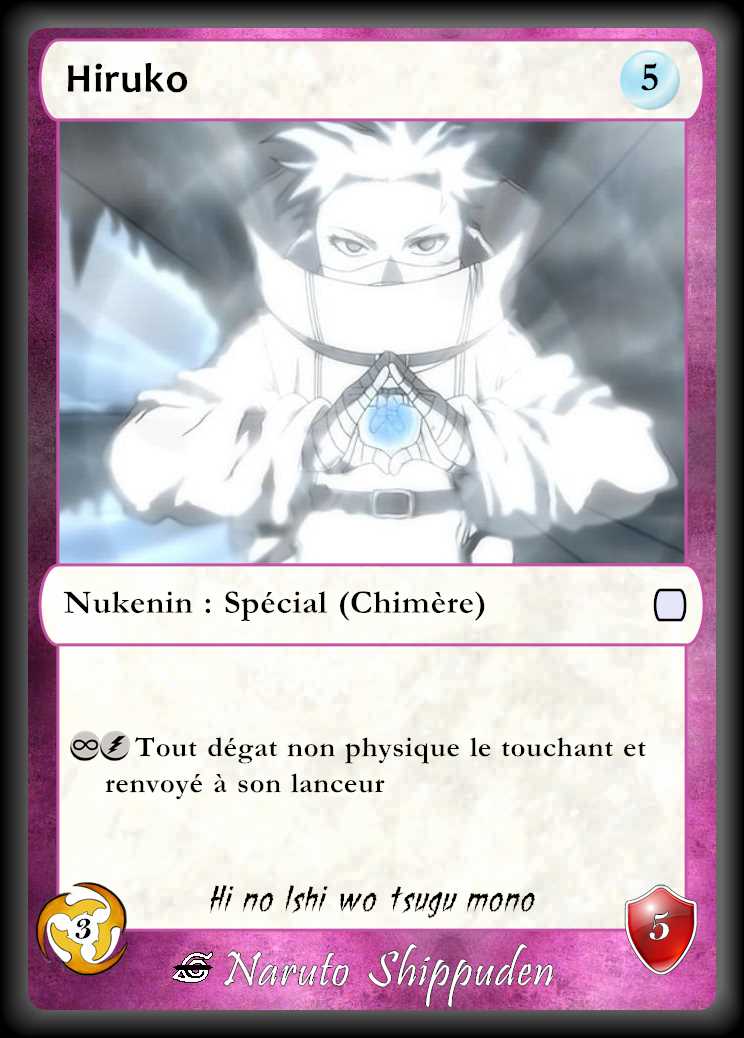 Hiruko
5
Nukenin : Spécial (Chimère)
Tout dégat non physique le touchant et
renvoyé à son lanceur
Hi no Ishi wo tsugu mono
3
5
Naruto Shippuden